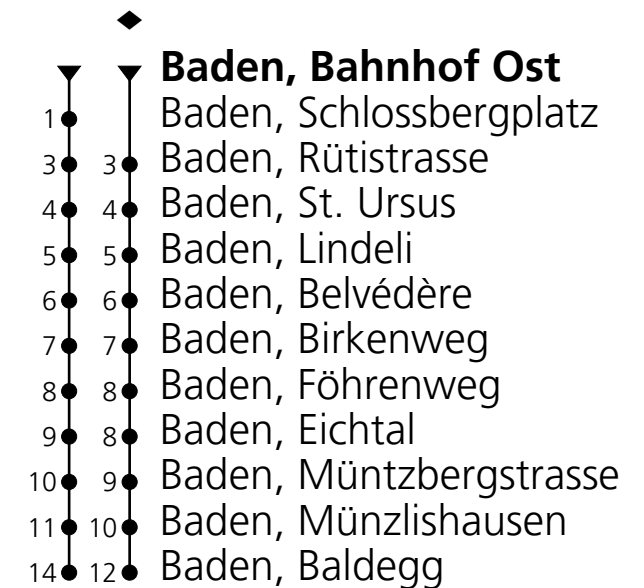 Baden, Bahnhof Ost
1 Baden, Schlossbergplatz
3 3 Baden, Rütistrasse
4 4 Baden, St. Ursus
5 5 Baden, Lindeli
6 6 Baden, Belvédère
7 7 Baden, Birkenweg
8 8 Baden, Föhrenweg
9 8 Baden, Eichtal
10 9 Baden, Müntzbergstrasse
11 10 Baden, Münzlishausen
14 12 Baden, Baldegg